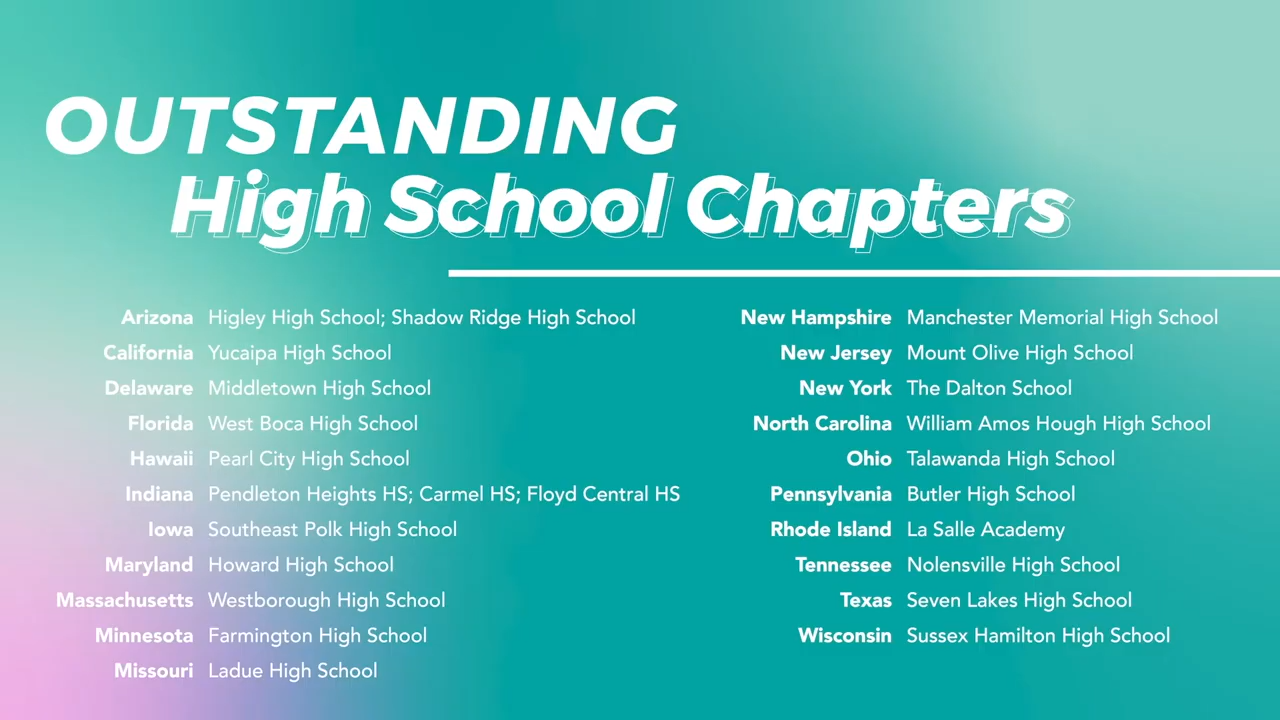 OUTSTANDING
High School Chapters
Arizona Higley High School; Shadow Ridge High School
California Yucaipa High School
Delaware Middletown High School
Florida West Boca High School
Hawaii Pearl City High School
Indiana Pendleton Heights HS; Carmel HS; Floyd Central HS
Iowa Southeast Polk High School
Maryland Howard High School
Massachusetts Westborough High School
Minnesota Farmington High School
Missouri Ladue High School
New Hampshire Manchester Memorial High School
New Jersey Mount Olive High School
New York The Dalton School
North Carolina William Amos Hough High School
Ohio Talawanda High School
Pennsylvania Butler High School
Rhode Island La Salle Academy
Tennessee Nolensville High School
Texas Seven Lakes High School
Wisconsin Sussex Hamilton High School